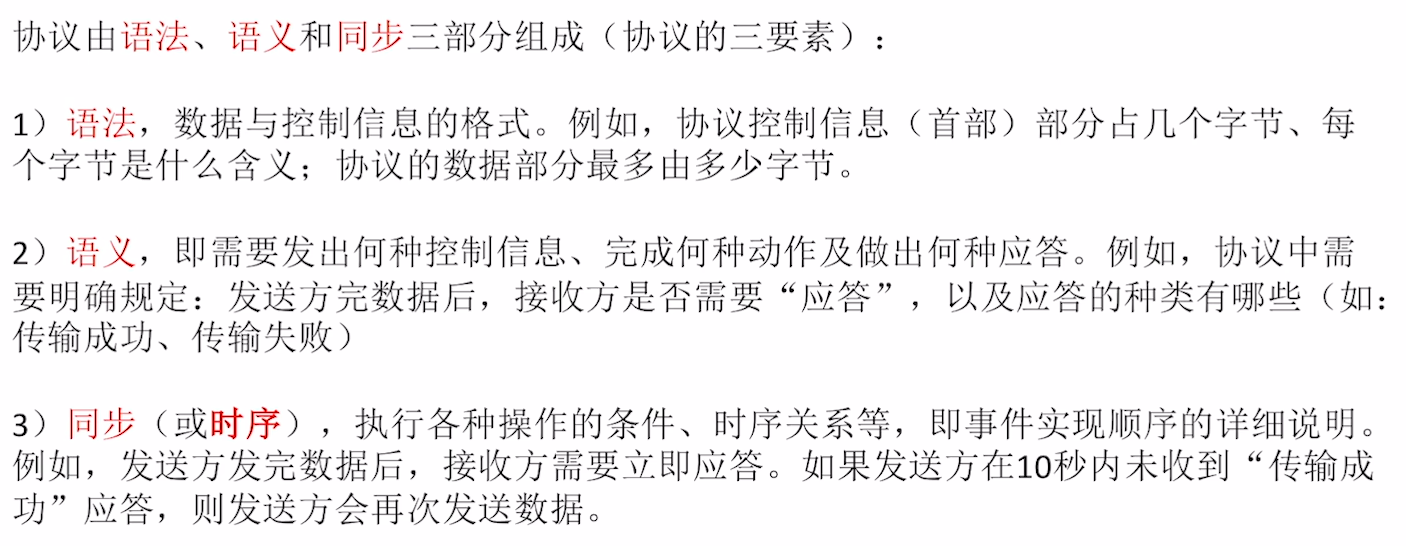 协议由语法、语义和同步三部分组成（协议的三要素）：
1）语法，数据与控制信息的格式。例如，协议控制信息（首部）部分占几个字节、每
个字节是什么含义；协议的数据部分最多由多少字节。
2）语义，即需要发出何种控制信息、完成何种动作及做出何种应答。例如，协议中需
要明确规定：发送方完数据后，接收方是否需要“应答”，以及应答的种类有哪些（如：
传输成功、传输失败）
3）同步（或时序），执行各种操作的条件、时序关系等，即事件实现顺序的详细说明。
例如，发送方发完数据后，接收方需要立即应答。如果发送方在10秒内未收到“传输成
功”应答，则发送方会再次发送数据。